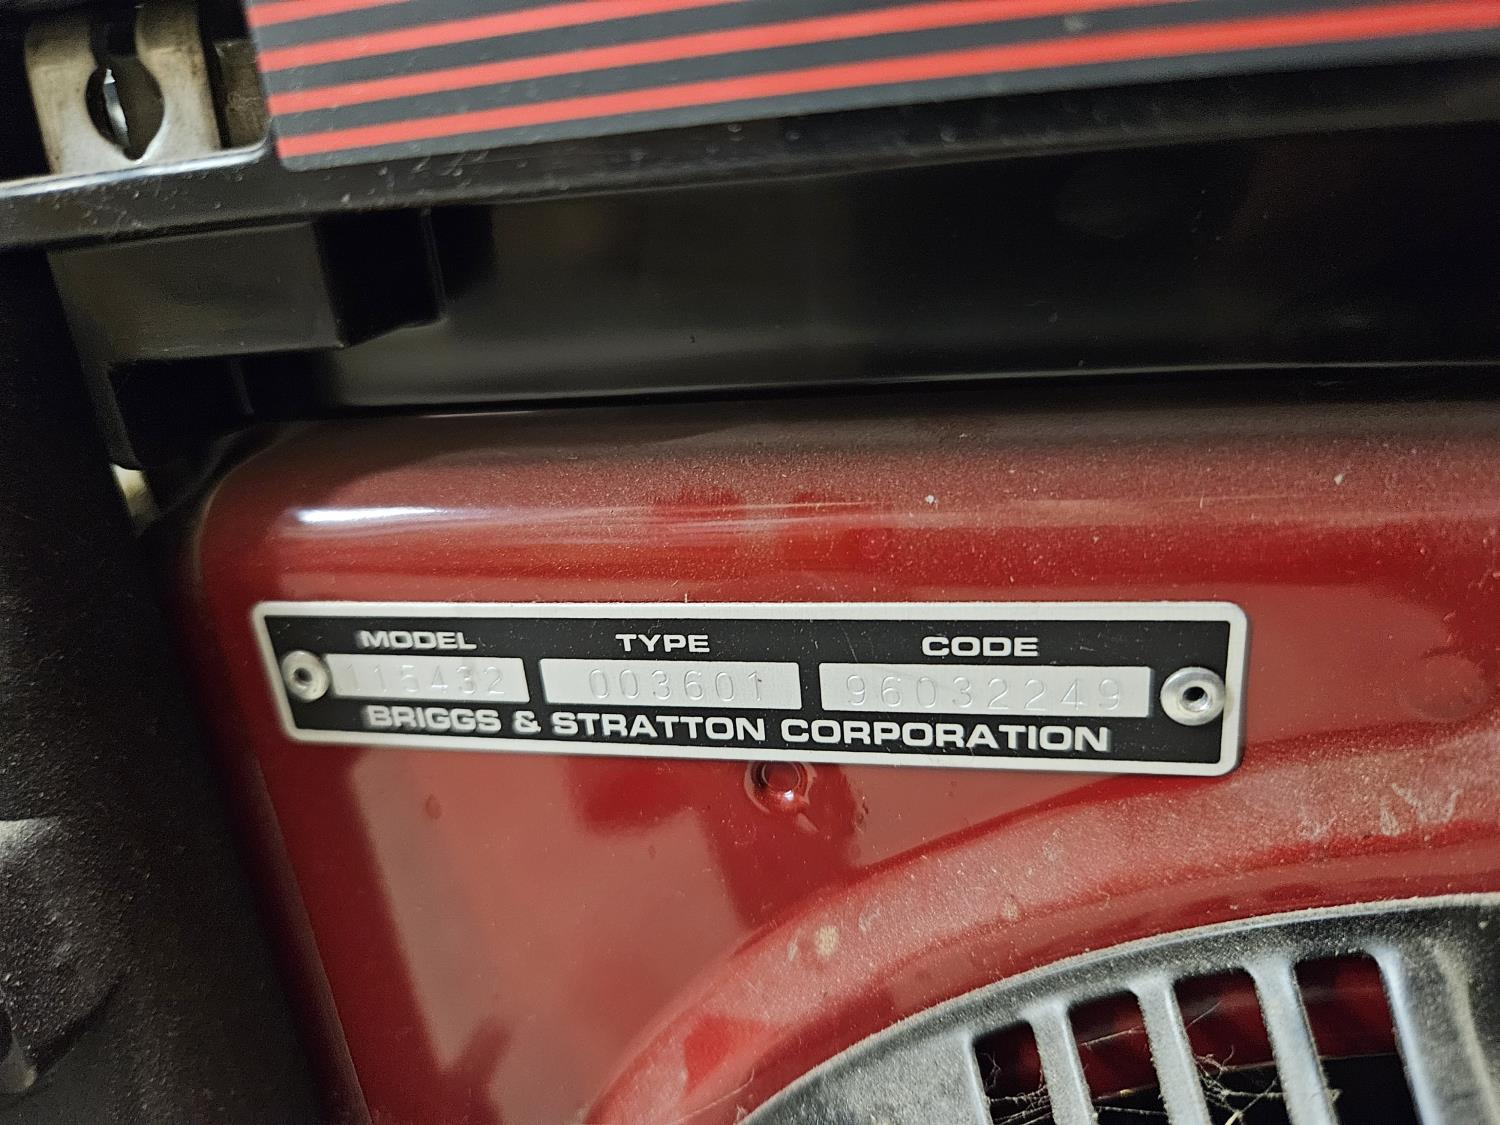 MODEL TYPE CODE
115432 003601 96032249
BRIGGS & STRATTON CORPORATION